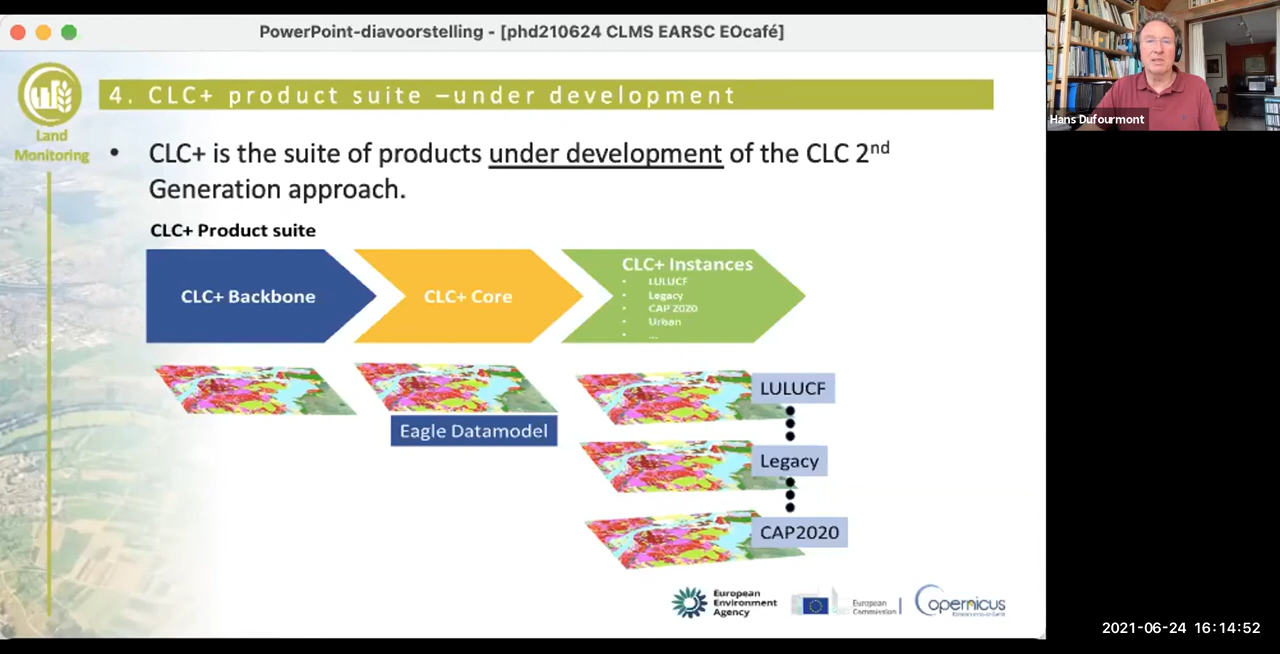 PowerPoint-diavoorstelling - [phd210624 CLMS EARSC EOcafé]
Hans Dufourmont
Land
Monitoring
4. CLC+ product suite –under development
• CLC+ is the suite of products under development of the CLC 2nd
Generation approach.
CLC+ Product suite
CLC+ Backbone
CLC+ Core
CLC+ Instances
• LULUCF
• Legacy
• CAP 2020
• Urban
• ...
Eagle Datamodel
LULUCF
Legacy
CAP2020
European
Environment
Agency
European
Commission
Copernicus
2021-06-24 16:14:52